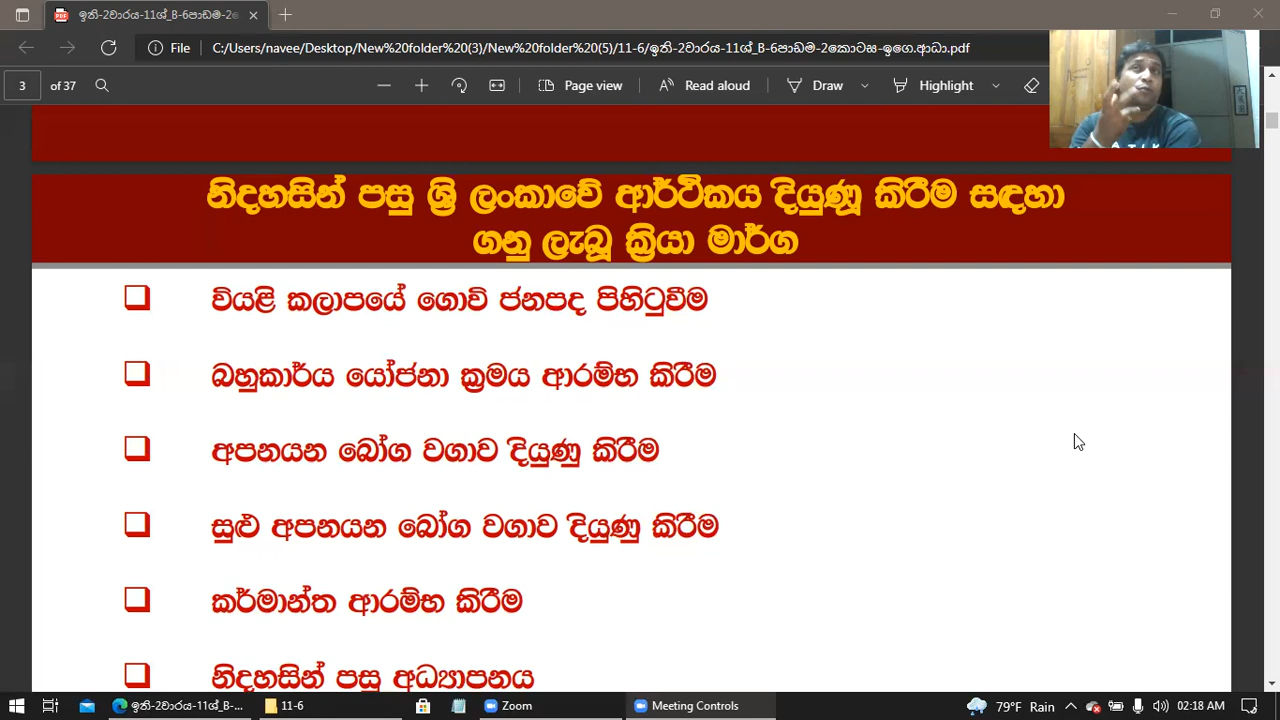 ඉති-2වාරය-11ශ්_B-6පාඩම-2ක
File
C:/Users/navee/Desktop/New%20folder%20(3)/New%20folder%20(5)/11-6/ඉති-2වාරය-11ශ්_B-6පාඩම-2කොටස-ඉගෙ.ආධා.pdf
3 of 37 Page view Read aloud Draw Highlight
නිදහසින් පසු ශ්‍රී ලංකාවේ ආර්ථිකය දියුණු කිරීම සඳහා
ගනු ලැබූ ක්‍රියා මාර්ග
වියළි කලාපයේ ගොවි ජනපද පිහිටුවීම
බහුකාර්ය යෝජනා ක්‍රමය ආරම්භ කිරීම
අපනයන බෝග වගාව දියුණු කිරීම
සුළු අපනයන බෝග වගාව දියුණු කිරීම
කර්මාන්ත ආරම්භ කිරීම
නිදහසින් පසු අධ්‍යාපනය
ඉති-2වාරය-11ශ්_B-... 11-6 Zoom Meeting Controls 79°F Rain 02:18 AM